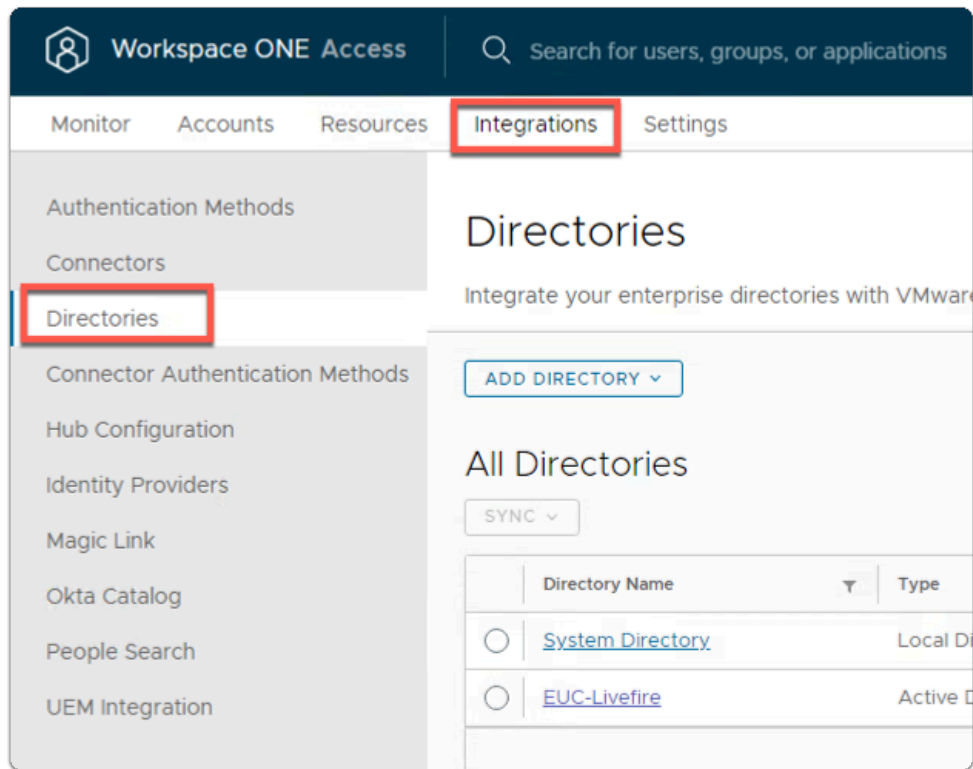 Workspace ONE Access
Search for users, groups, or applications
Monitor Accounts Resources Integrations Settings
Authentication Methods
Connectors
Directories
Connector Authentication Methods
Hub Configuration
Identity Providers
Magic Link
Okta Catalog
People Search
UEM Integration
Directories
Integrate your enterprise directories with VMware
ADD DIRECTORY
All Directories
SYNC
Directory Name Type
System Directory Local Di
EUC-Livefire Active D